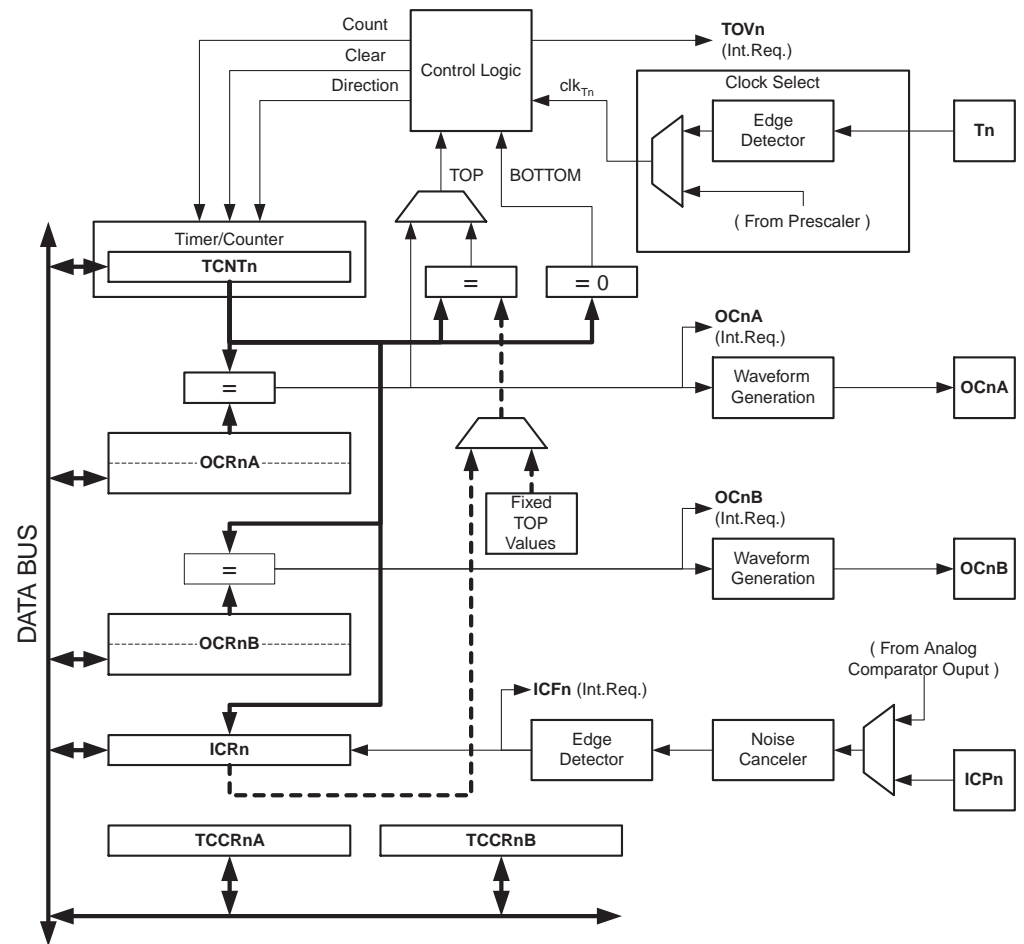 Count
Clear
Direction
Control Logic
TOVn
(Int.Req.)
clkTn
Clock Select
Edge
Detector
Tn
( From Prescaler )
TOP
BOTTOM
Timer/Counter
TCNTn
=
= 0
OCnA
(Int.Req.)
=
Waveform
Generation
OCnA
OCRnA
Fixed
TOP
Values
OCnB
(Int.Req.)
=
Waveform
Generation
OCnB
OCRnB
DATA BUS
( From Analog
Comparator Ouput )
ICFn (Int.Req.)
ICRn
Edge
Detector
Noise
Canceler
ICPn
TCCRnA
TCCRnB